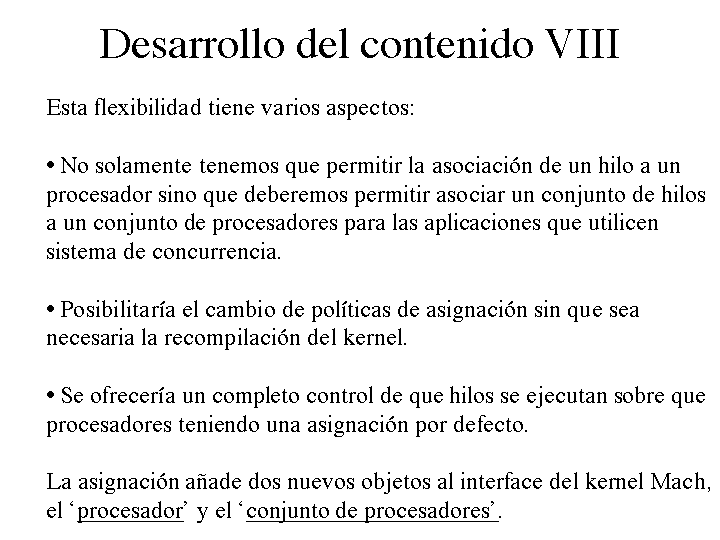 Desarrollo del contenido VIII
Esta flexibilidad tiene varios aspectos:
• No solamente tenemos que permitir la asociación de un hilo a un
procesador sino que deberemos permitir asociar un conjunto de hilos
a un conjunto de procesadores para las aplicaciones que utilicen
sistema de concurrencia.
• Posibilitaría el cambio de políticas de asignación sin que sea
necesaria la recompilación del kernel.
• Se ofrecería un completo control de que hilos se ejecutan sobre que
procesadores teniendo una asignación por defecto.
La asignación añade dos nuevos objetos al interface del kernel Mach,
el ‘procesador’ y el ‘conjunto de procesadores’.